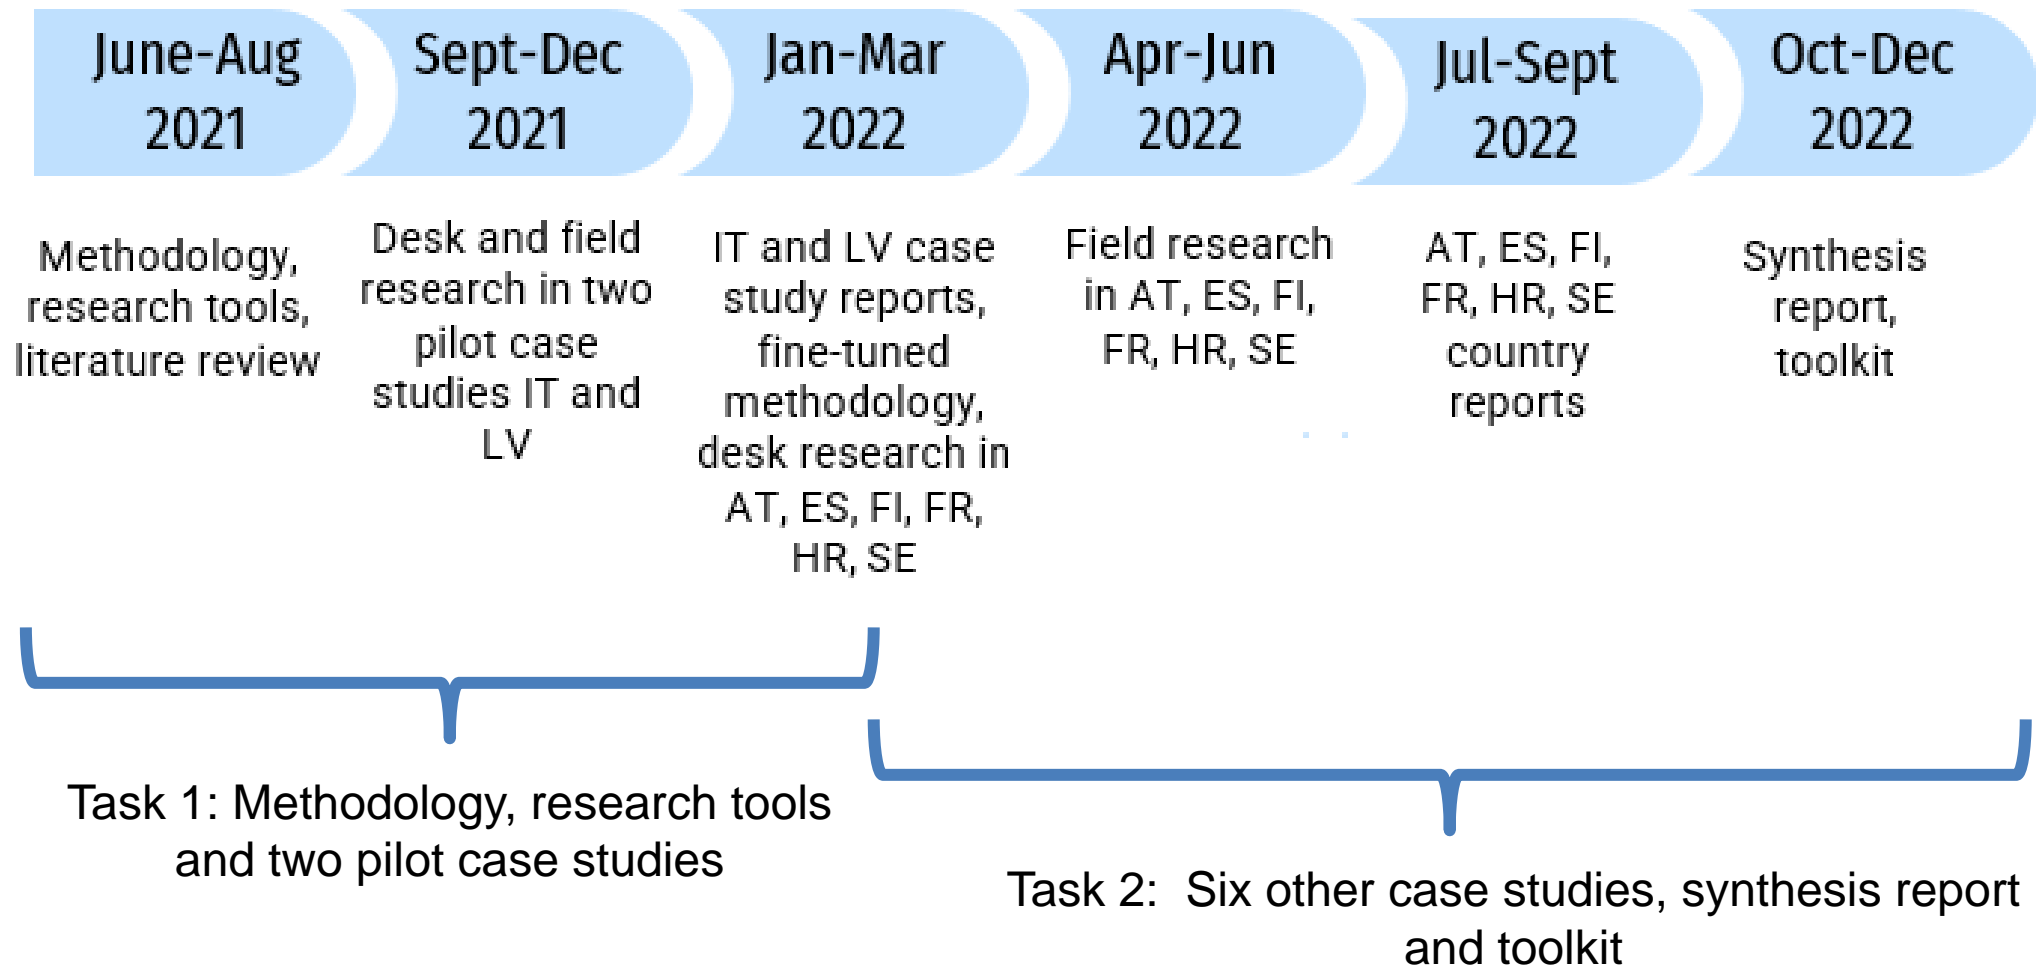 June-Aug
2021
Sept-Dec
2021
Jan-Mar
2022
Apr-Jun
2022
Jul-Sept
2022
Oct-Dec
2022
Methodology,
research tools,
literature review
Desk and field
research in two
pilot case
studies IT and
LV
IT and LV case
study reports,
fine-tuned
methodology,
desk research in
AT, ES, FI, FR,
HR, SE
Field research
in AT, ES, FI,
FR, HR, SE
AT, ES, FI,
FR, HR, SE
country
reports
Synthesis
report,
toolkit
Task 1: Methodology, research tools
and two pilot case studies
Task 2:  Six other case studies, synthesis report
and toolkit